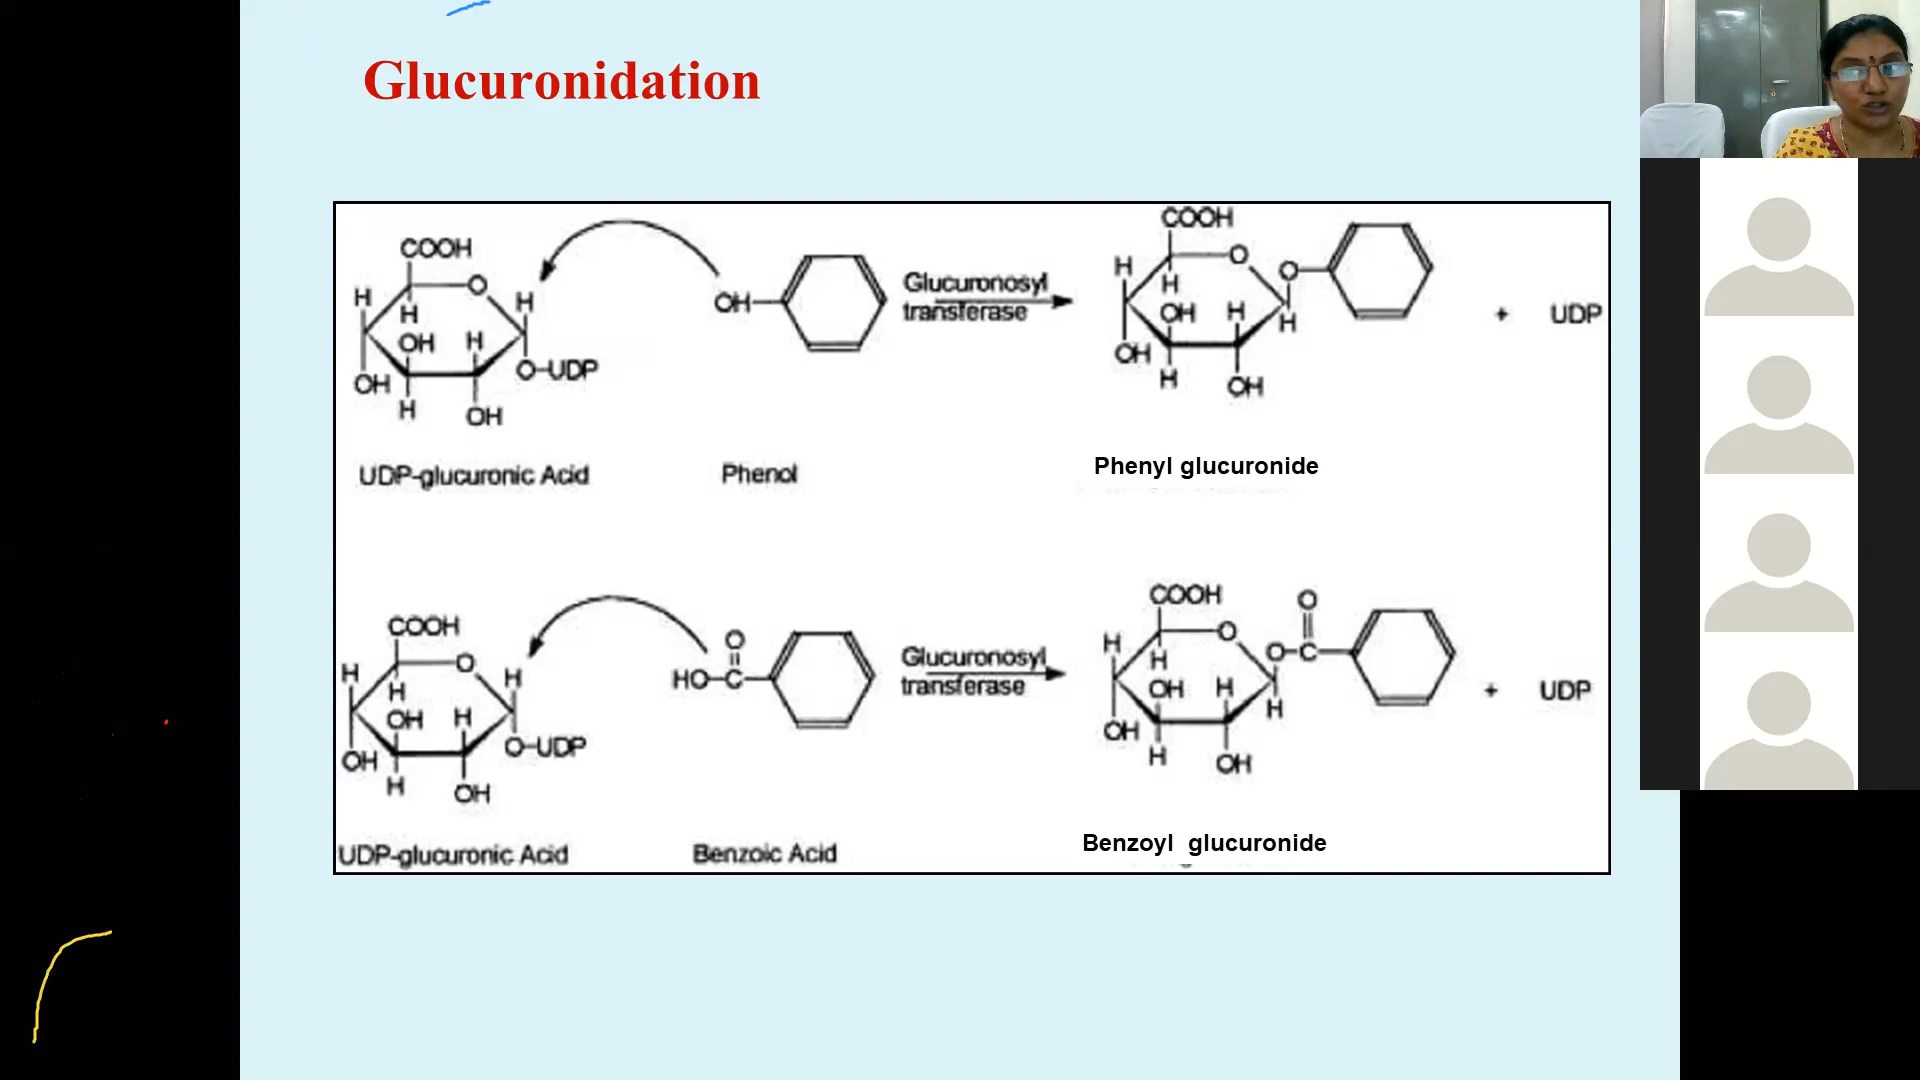 Glucuronidation
COOH
O
H
H
H
OH
H
OH
O-UDP
H
OH
OH
Glucuronosyl
transferase
COOH
O
O
H
H
OH
H
H
OH
H
OH
+ UDP
UDP-glucuronic Acid
Phenol
Phenyl glucuronide
COOH
O
H
H
H
OH
H
OH
O-UDP
H
OH
O
HO-C
Glucuronosyl
transferase
COOH
O
O
O-C
H
H
OH
H
H
OH
H
OH
+ UDP
UDP-glucuronic Acid
Benzoic Acid
Benzoyl glucuronide